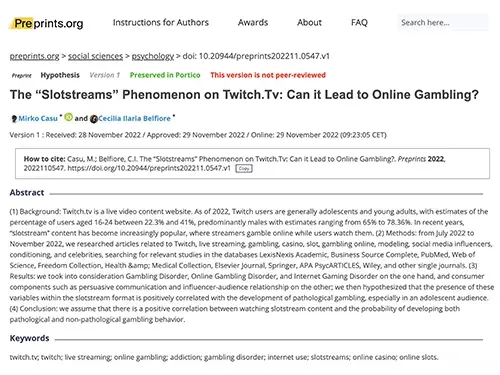 Preprints.org
Instructions for Authors
Awards
About
FAQ
Search here...
preprints.org > social sciences > psychology > doi: 10.20944/preprints202211.0547.v1
Preprint Hypothesis Version 1 Preserved in Portico This version is not peer-reviewed
The “Slotstreams” Phenomenon on Twitch.Tv: Can it Lead to Online Gambling?
Mirko Casu * and Cecilia Ilaria Belfiore *
Version 1 : Received: 28 November 2022 / Approved: 29 November 2022 / Online: 29 November 2022 (09:23:05 CET)
How to cite: Casu, M.; Belfiore, C.I. The “Slotstreams” Phenomenon on Twitch.Tv: Can it Lead to Online Gambling?. Preprints 2022,
2022110547. https://doi.org/10.20944/preprints202211.0547.v1 Copy
Abstract
(1) Background: Twitch.tv is a live video content website. As of 2022, Twitch users are generally adolescents and young adults, with estimates of the
percentage of users aged 16-24 between 22.3% and 41%, predominantly males with estimates ranging from 65% to 78.36%. In recent years,
“slotstream” content has become increasingly popular, where streamers gamble online while users watch them. (2) Methods: from July 2022 to
November 2022, we researched articles related to Twitch, live streaming, gambling, casino, slot, gambling online, modeling, social media influencers,
conditioning, and celebrities, searching for relevant studies in the databases LexisNexis Academic, Business Source Complete, PubMed, Web of
Science, Freedom Collection, Health &amp; Medical Collection, Elsevier Journal, Springer, APA PsycARTICLES, Wiley, and other single journals. (3)
Results: we took into consideration Gambling Disorder, Online Gambling Disorder, and Internet Gaming Disorder on the one hand, and consumer
components such as persuasive communication and influencer-audience relationship on the other; we then hypothesized that the presence of these
variables within the slotstream format is positively correlated with the development of pathological gambling, especially in an adolescent audience.
(4) Conclusion: we assume that there is a positive correlation between watching slotstream content and the probability of developing both
pathological and non-pathological gambling behavior.
Keywords
twitch.tv; twitch; live streaming; online gambling; addiction; gambling disorder; internet use; slotstreams; online casino; online slots.